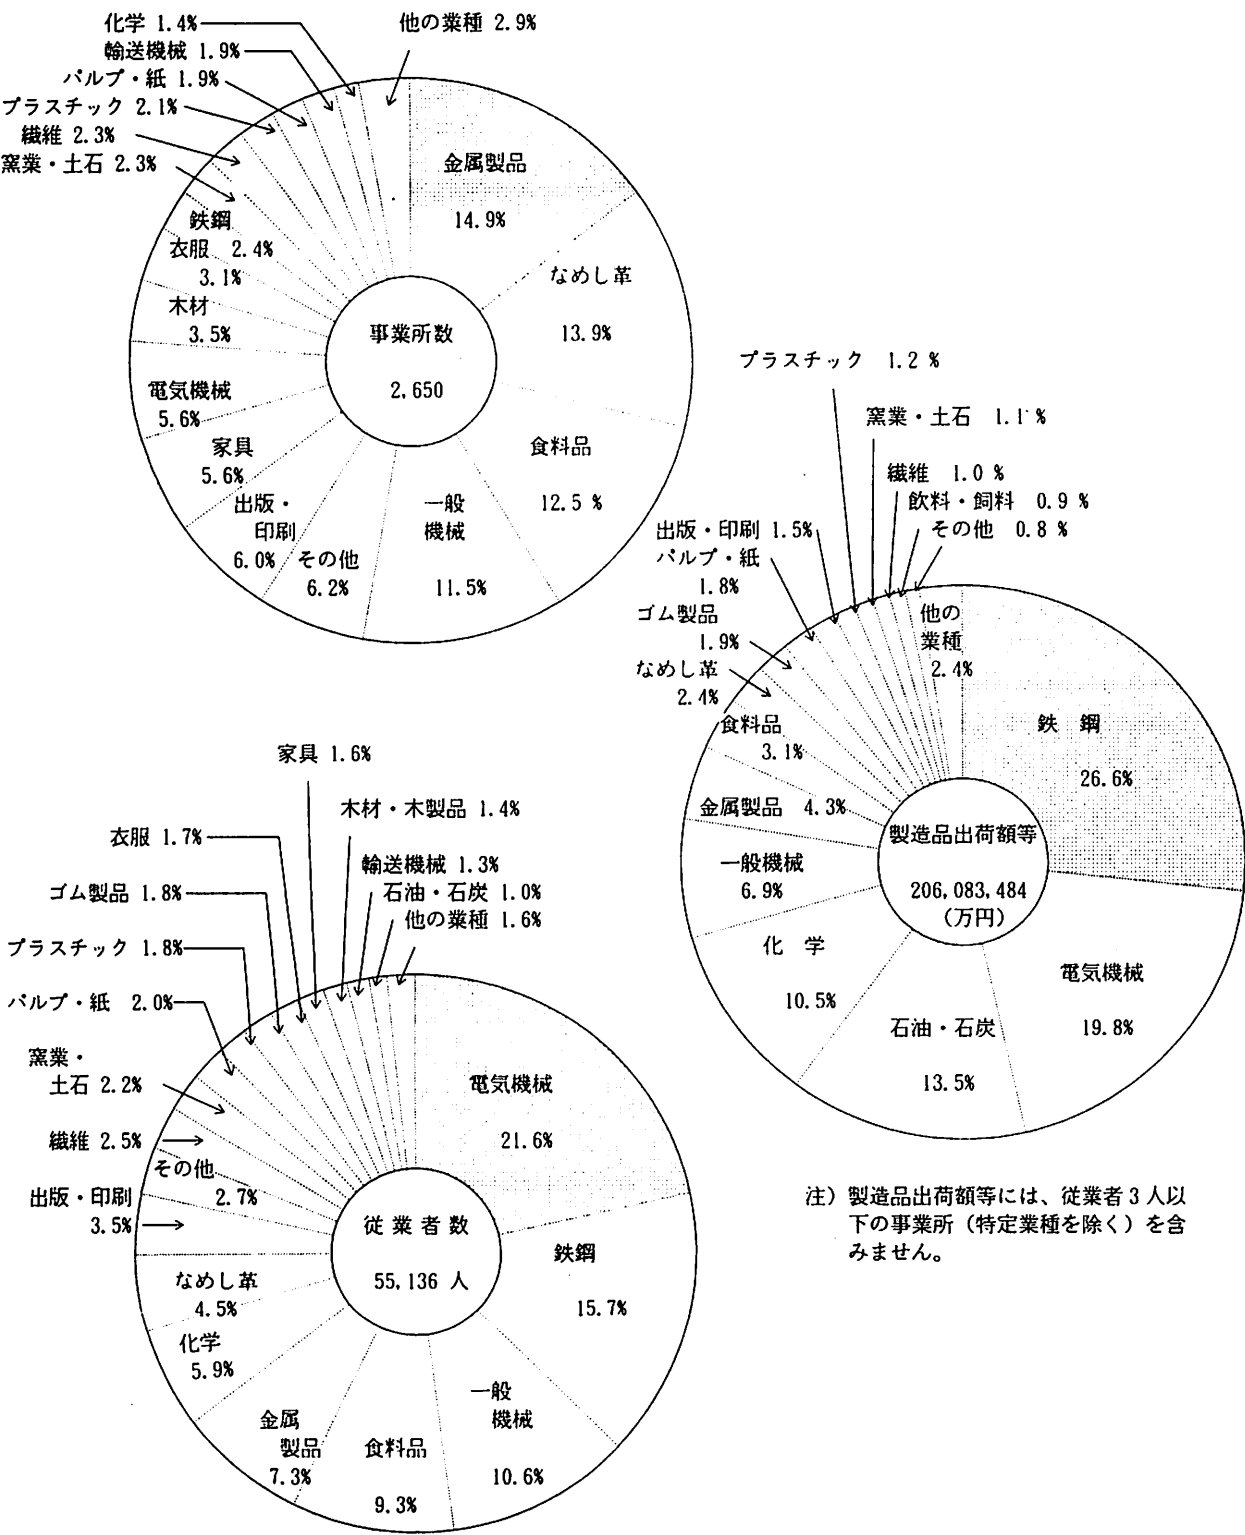 化学 1.4%
他の業種 2.9%
輸送機械 1.9%
パルプ・紙 1.9%
プラスチック 2.1%
繊維 2.3%
窯業・土石 2.3%
鉄鋼
2.4%
衣服
3.1%
木材
3.5%
電気機械
5.6%
家具
5.6%
出版・
印刷
6.0%
その他
6.2%
一般
機械
11.5%
食料品
12.5 %
なめし革
13.9%
金属製品
14.9%
事業所数
2,650
プラスチック 1.2 %
窯業・土石 1.1 %
繊維 1.0 %
飲料・飼料 0.9 %
その他 0.8 %
出版・印刷 1.5%
パルプ・紙
1.8%
ゴム製品
1.9%
なめし革
2.4%
食料品
3.1%
金属製品 4.3%
一般機械
6.9%
化 学
10.5%
石油・石炭
13.5%
電気機械
19.8%
鉄 鋼
26.6%
他の
業種
2.4%
製造品出荷額等
206,083,484
(万円)
家具 1.6%
木材・木製品 1.4%
衣服 1.7%
輸送機械 1.3%
ゴム製品 1.8%
石油・石炭 1.0%
他の業種 1.6%
プラスチック 1.8%
パルプ・紙 2.0%
窯業・
土石 2.2%
繊維 2.5%
その他
2.7%
出版・印刷
3.5%
なめし革
4.5%
化学
5.9%
金属
製品
7.3%
食料品
9.3%
一般
機械
10.6%
鉄鋼
15.7%
電気機械
21.6%
従業者数
55,136 人
注) 製造品出荷額等には、従業者3人以
下の事業所(特定業種を除く)を含
みません。